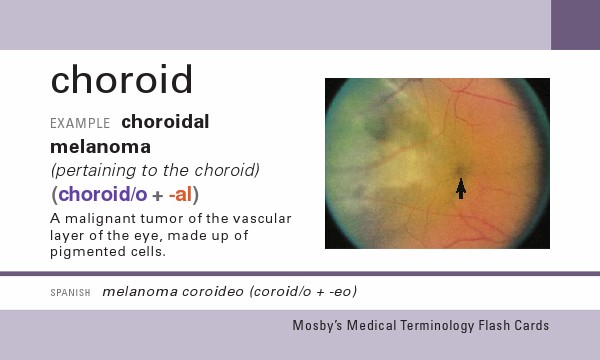 choroid
EXAMPLE choroidal
melanoma
(pertaining to the choroid)
(choroid/o + -al)
A malignant tumor of the vascular
layer of the eye, made up of
pigmented cells.
SPANISH melanoma coroideo (coroid/o + -eo)
Mosby's Medical Terminology Flash Cards